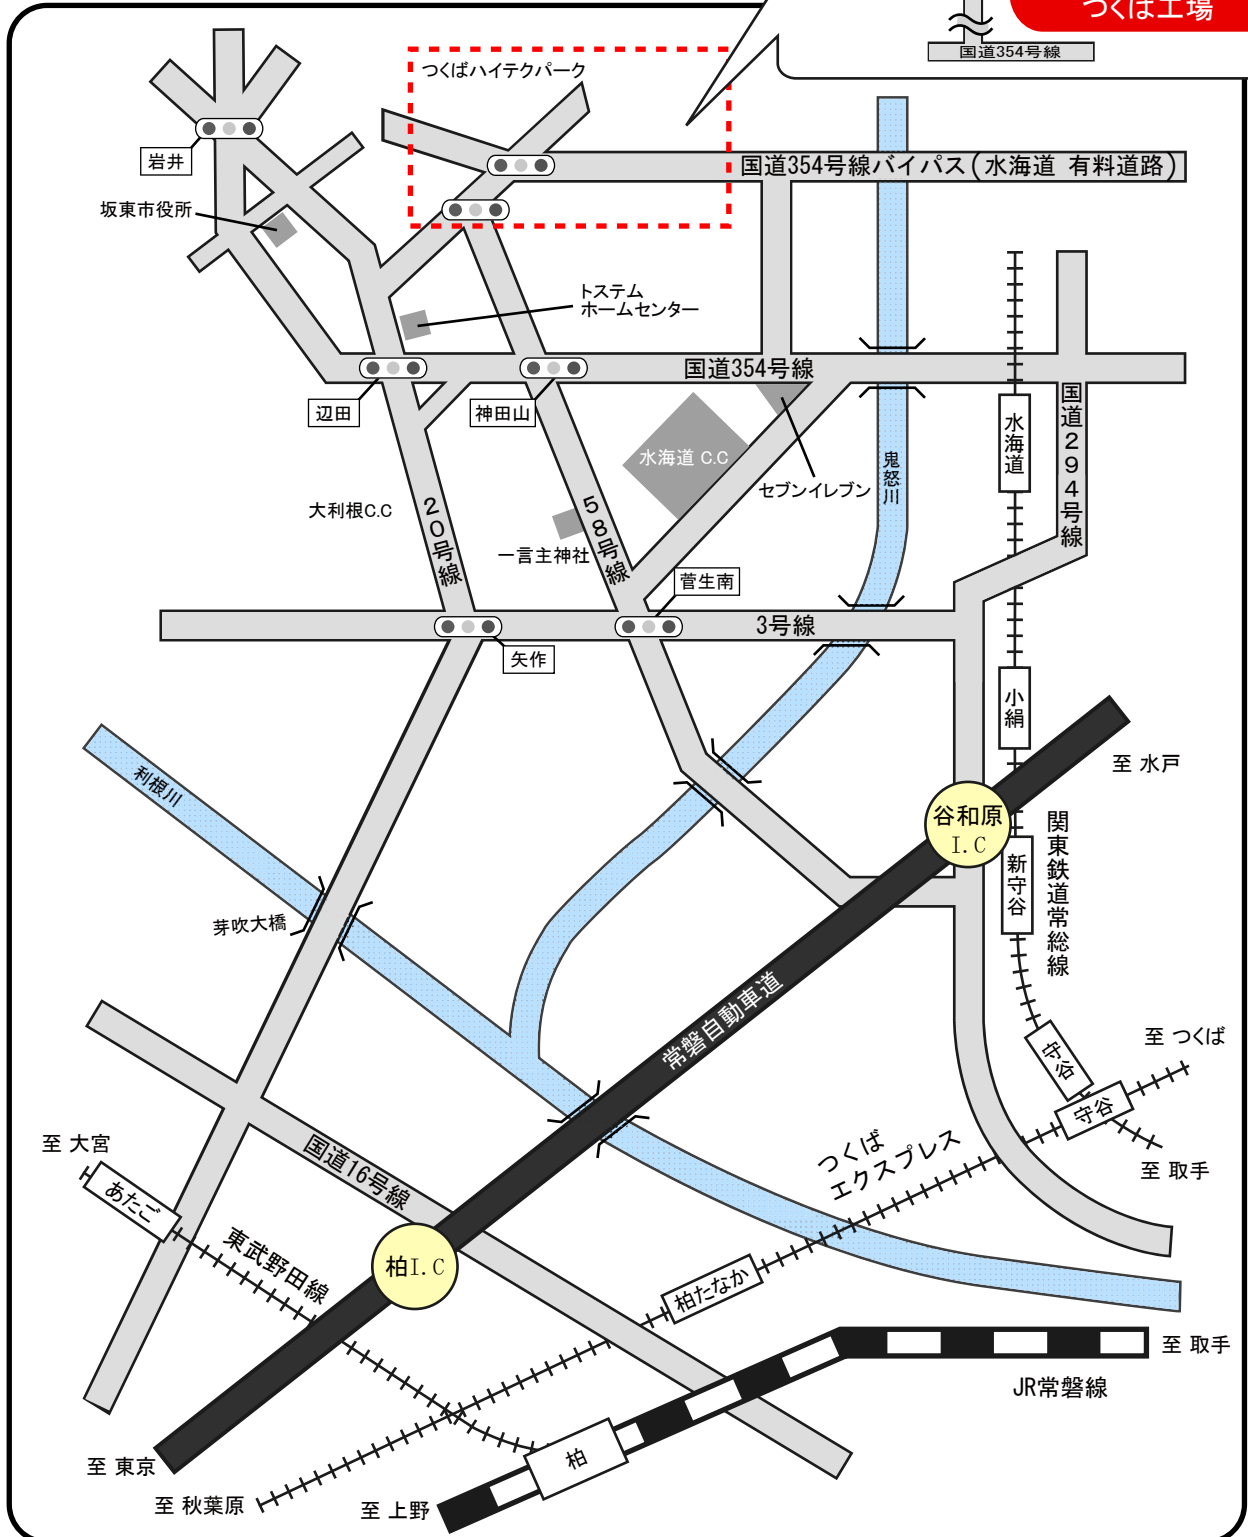 つくば工場
国道354号線
つくばハイテクパーク
岩井
国道354号線バイパス(水海道 有料道路)
坂東市役所
トステム
ホームセンター
国道354号線
辺田
神田山
国道294号線
水海道
水海道 C.C
鬼怒川
セブンイレブン
大利根C.C
20号線
58号線
一言主神社
菅生南
3号線
矢作
小絹
至 水戸
利根川
谷和原
I.C
関東鉄道常総線
新守谷
芽吹大橋
常磐自動車道
守谷
至 つくば
守谷
至 大宮
国道16号線
つくば
エクスプレス
至 取手
あたご
東武野田線
柏I.C
柏たなか
至 取手
JR常磐線
至 東京
柏
至 秋葉原
至 上野